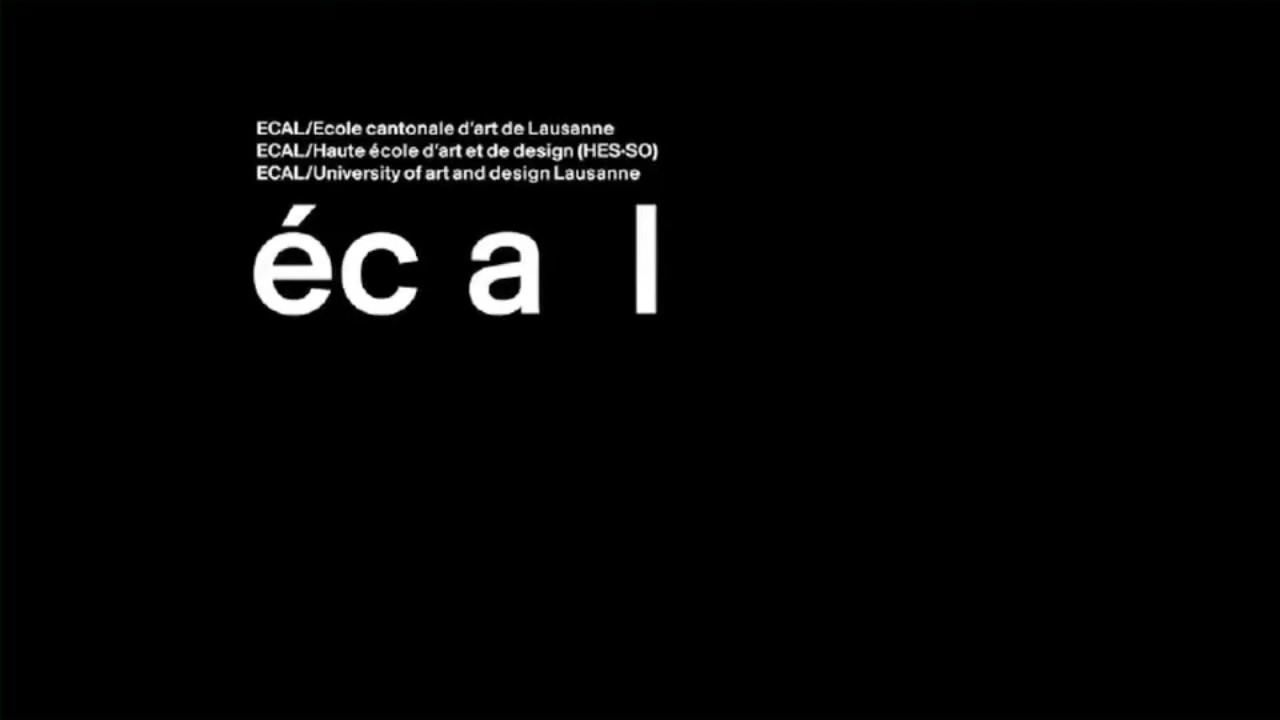 ECAL/Ecole cantonale d'art de Lausanne
ECAL/Haute école d'art et de design (HES-SO)
ECAL/University of art and design Lausanne
éc a l